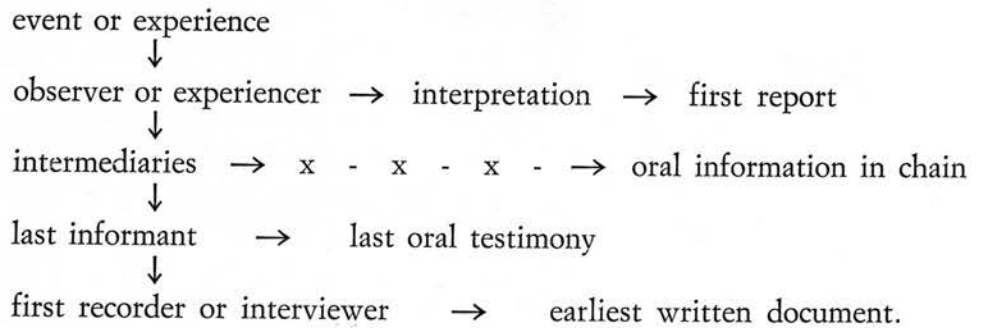 event or experience
↓
observer or experiencer → interpretation → first report
↓
intermediaries → x - x - x - → oral information in chain
↓
last informant → last oral testimony
↓
first recorder or interviewer → earliest written document.